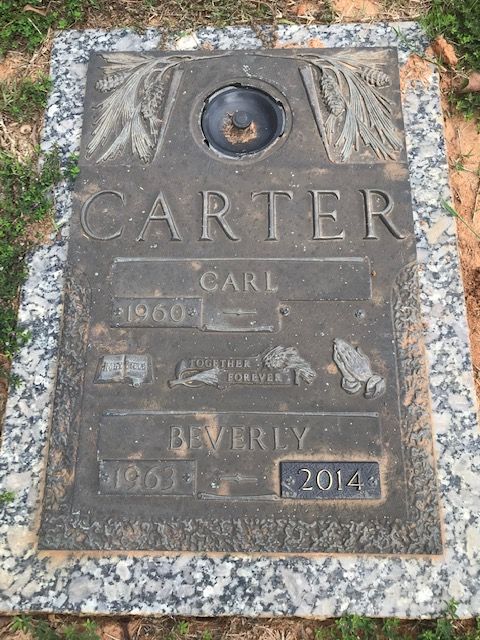 CARTER
CARL
1960
TOGETHER
FOREVER
BEVERLY
1963
2014